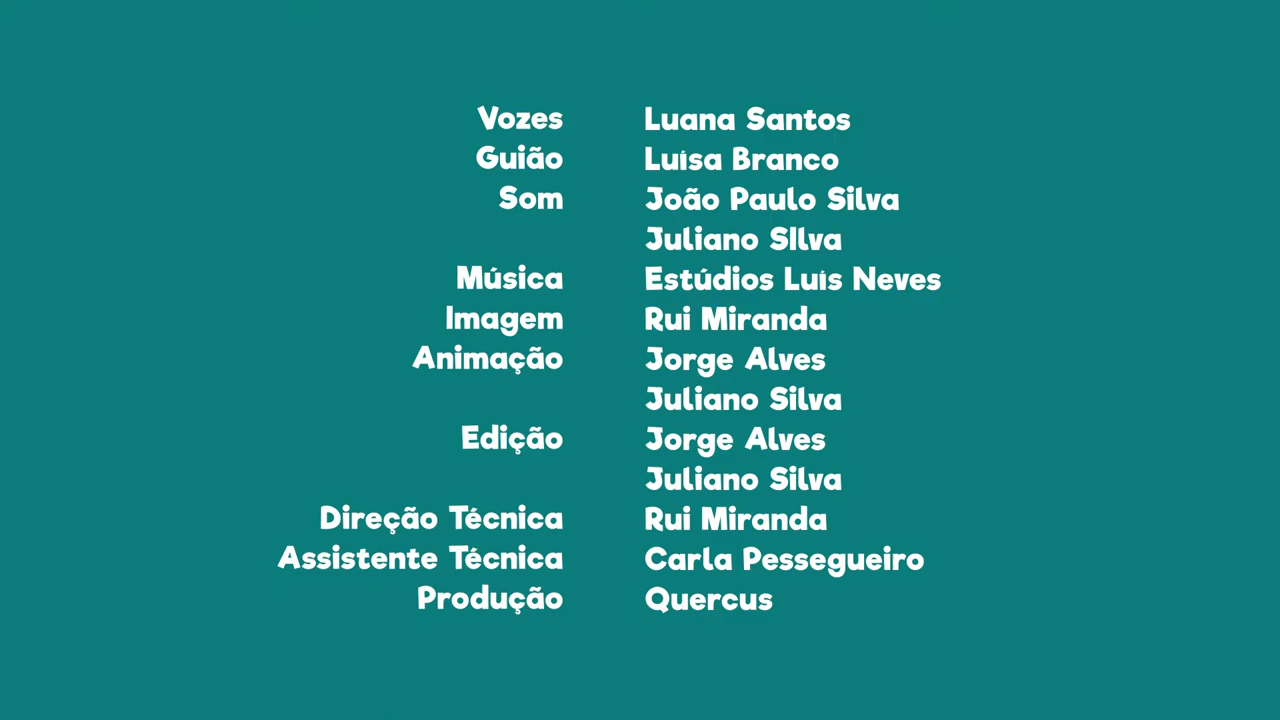 Vozes Luana Santos
Guião Luísa Branco
Som João Paulo Silva
Juliano SIlva
Música Estúdios Luís Neves
Imagem Rui Miranda
Animação Jorge Alves
Juliano Silva
Edição Jorge Alves
Juliano Silva
Direção Técnica Rui Miranda
Assistente Técnica Carla Pessegueiro
Produção Quercus